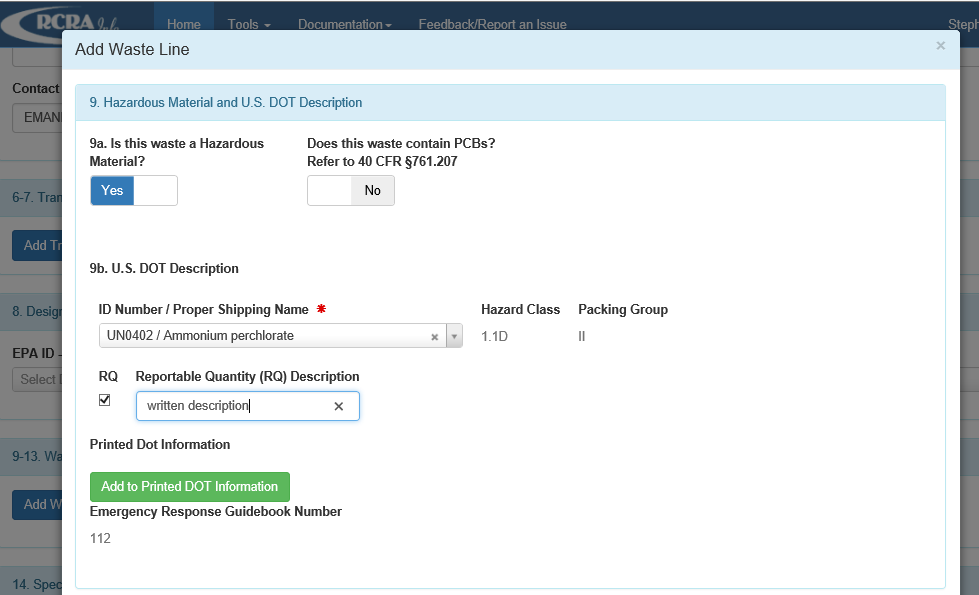 RCRA Info Home Tools Documentation Feedback/Report an Issue Steph
Add Waste Line ×
Contact
EMAN
9. Hazardous Material and U.S. DOT Description
9a. Is this waste a Hazardous Material?
Does this waste contain PCBs?
Refer to 40 CFR §761.207
Yes
No
6-7. Tran
Add Tr
9b. U.S. DOT Description
8. Design
ID Number / Proper Shipping Name * Hazard Class Packing Group
UN0402 / Ammonium perchlorate × 1.1D II
EPA ID -
Select
RQ Reportable Quantity (RQ) Description
written description ×
Printed Dot Information
9-13. Wa
Add to Printed DOT Information
Add W
Emergency Response Guidebook Number
112
14. Spec